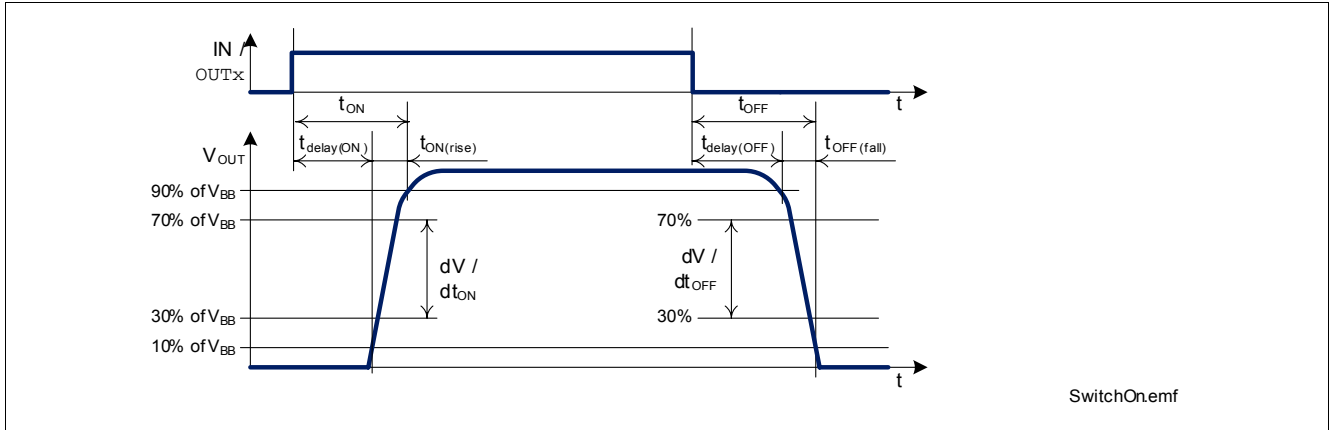 IN /
OUTx
t
tON
tOFF
tdelay(ON)
tON(rise)
tdelay(OFF)
tOFF(fall)
VOUT
90% of VBB
70% of VBB
70%
dV /
dtON
dV /
dtOFF
30% of VBB
30%
10% of VBB
t
SwitchOn.emf